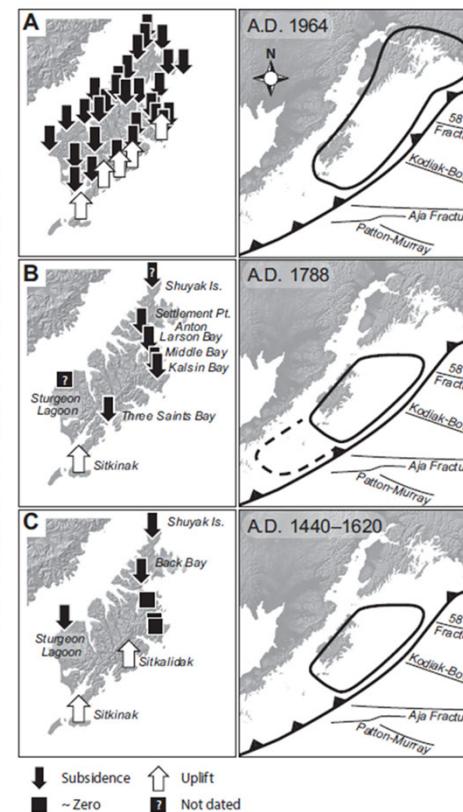 A
A.D. 1964
N
58
Fractu
Kodiak-Bo
Aja Fractu
Patton-Murray
B
A.D. 1788
?
Shuyak Is.
Settlement Pt.
Anton
Larson Bay
Middle Bay
Kalsin Bay
?
Sturgeon
Lagoon
Three Saints Bay
Sitkinak
58
Fractu
Kodiak-Bo
Aja Fractu
Patton-Murray
C
A.D. 1440–1620
Shuyak Is.
Back Bay
Sturgeon
Lagoon
Sitkalidak
Sitkinak
58
Fractu
Kodiak-Bo
Aja Fractu
Patton-Murray
Subsidence
Uplift
~ Zero
? Not dated